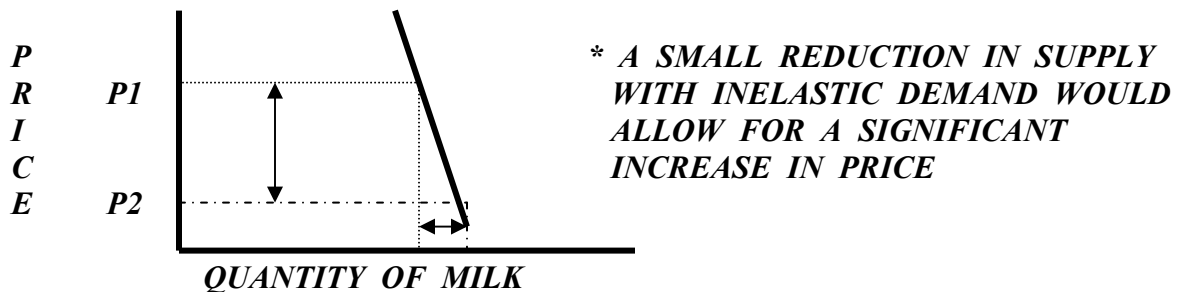 P
R P1
I
C
E P2
* A SMALL REDUCTION IN SUPPLY
WITH INELASTIC DEMAND WOULD
ALLOW FOR A SIGNIFICANT
INCREASE IN PRICE
QUANTITY OF MILK